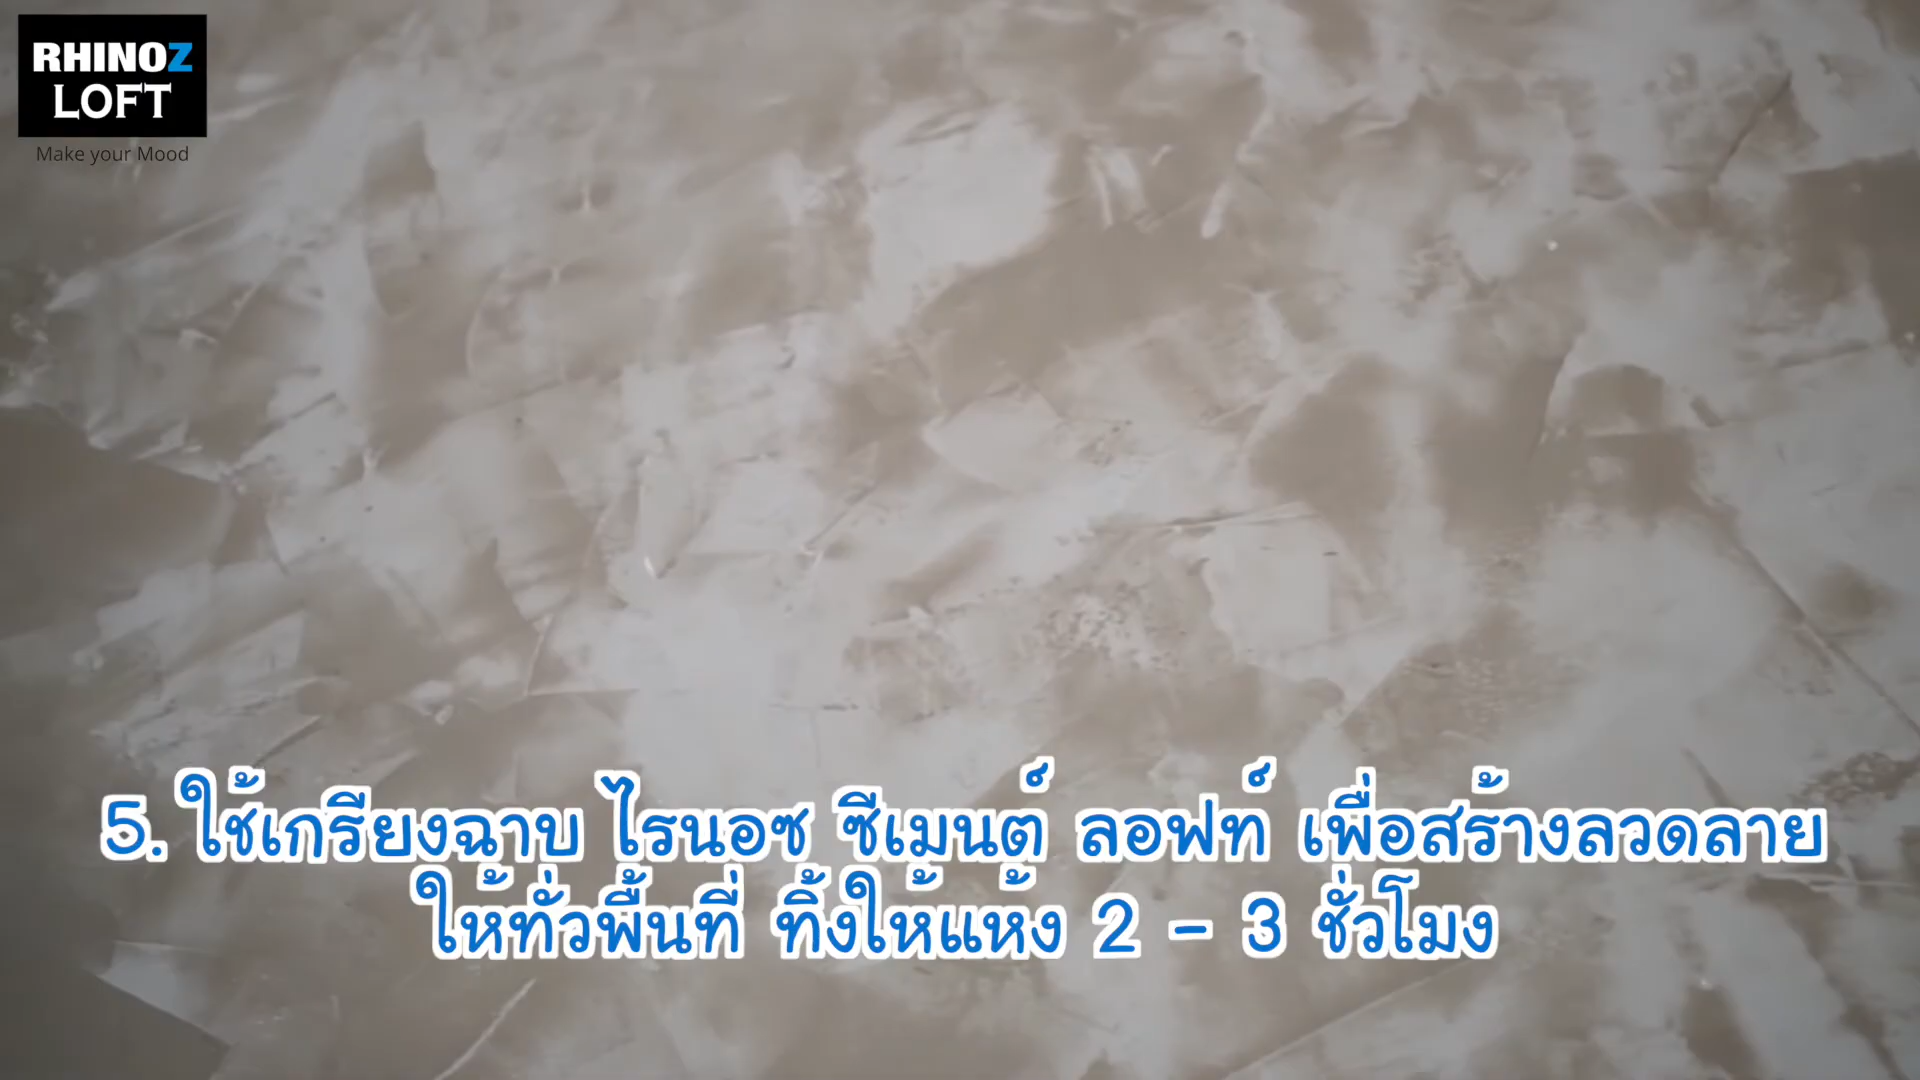 RHINOZ
LOFT
Make your Mood
5. ใช้เกรียงฉาบ ไรนอซ ซีเมนต์ ลอฟท์ เพื่อสร้างลวดลาย
ให้ทั่วพื้นที่ ทิ้งให้แห้ง 2 - 3 ชั่วโมง